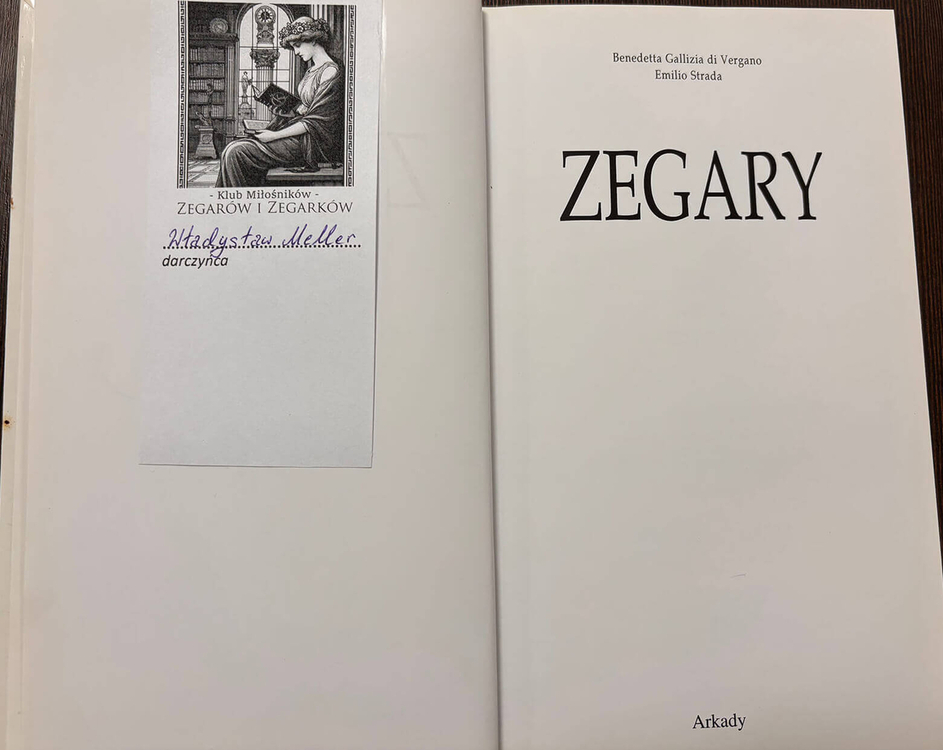 - Klub Miłośników -
ZEGARÓW I ZEGARKÓW
Władysław Meller
darczyńca
Benedetta Gallizia di Vergano
Emilio Strada
ZEGARY
Arkady